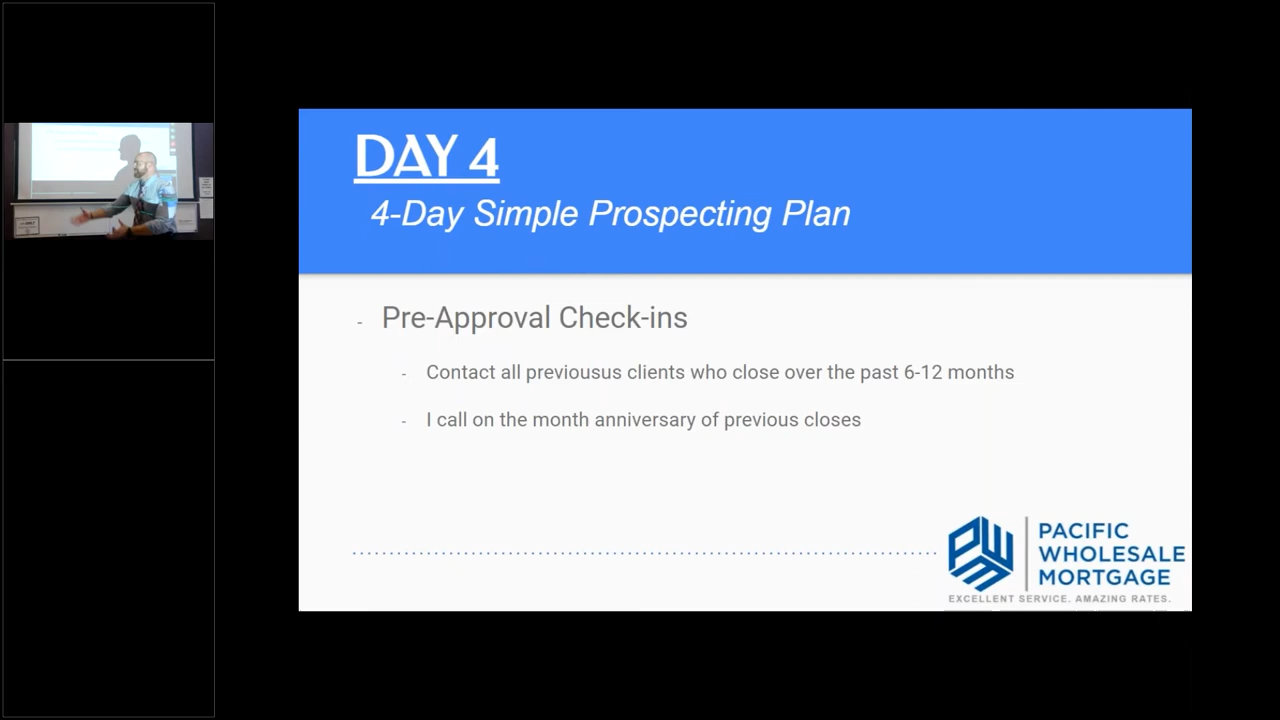 DAY 4
4-Day Simple Prospecting Plan
- Pre-Approval Check-ins
- Contact all previousus clients who close over the past 6-12 months
- I call on the month anniversary of previous closes
PWM
PACIFIC
WHOLESALE
MORTGAGE
EXCELLENT SERVICE. AMAZING RATES.